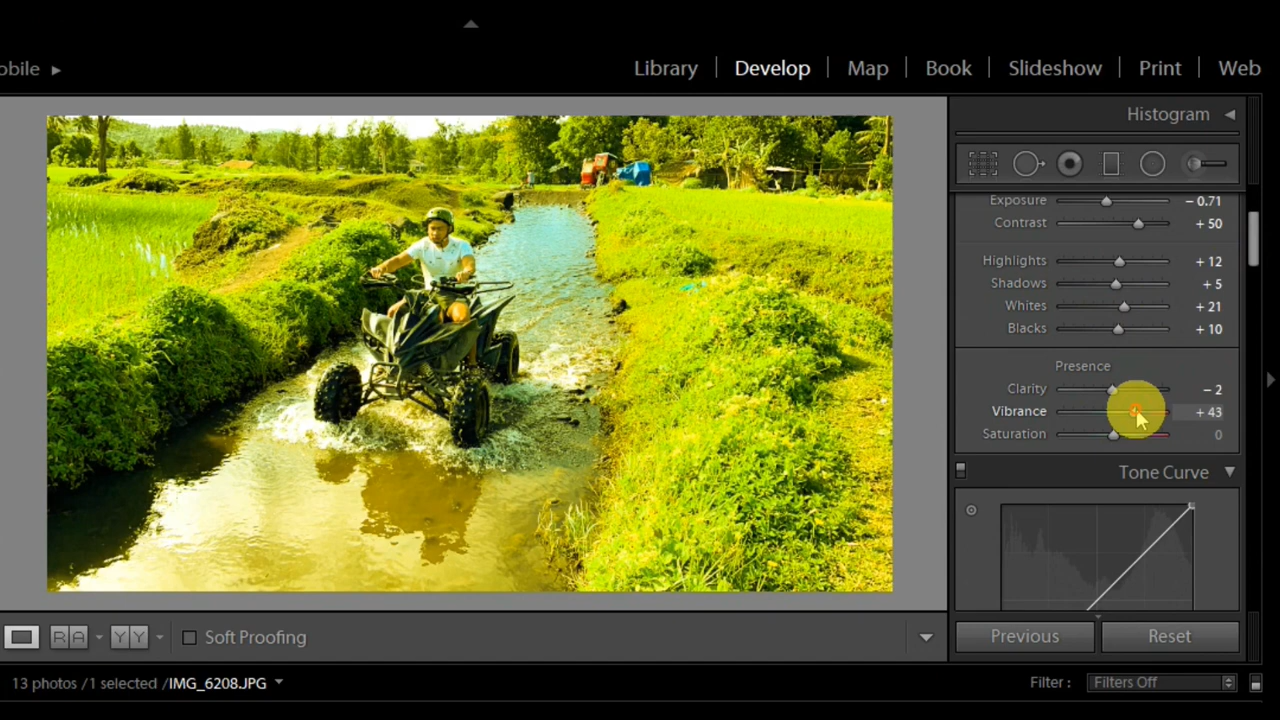 obile
Library Develop Map Book Slideshow Print Web
Histogram
Exposure – 0.71
Contrast + 50
Highlights + 12
Shadows + 5
Whites + 21
Blacks + 10
Presence
Clarity – 2
Vibrance + 43
Saturation 0
Tone Curve
RA YY Soft Proofing
Previous Reset
13 photos /1 selected /IMG_6208.JPG
Filter : Filters Off